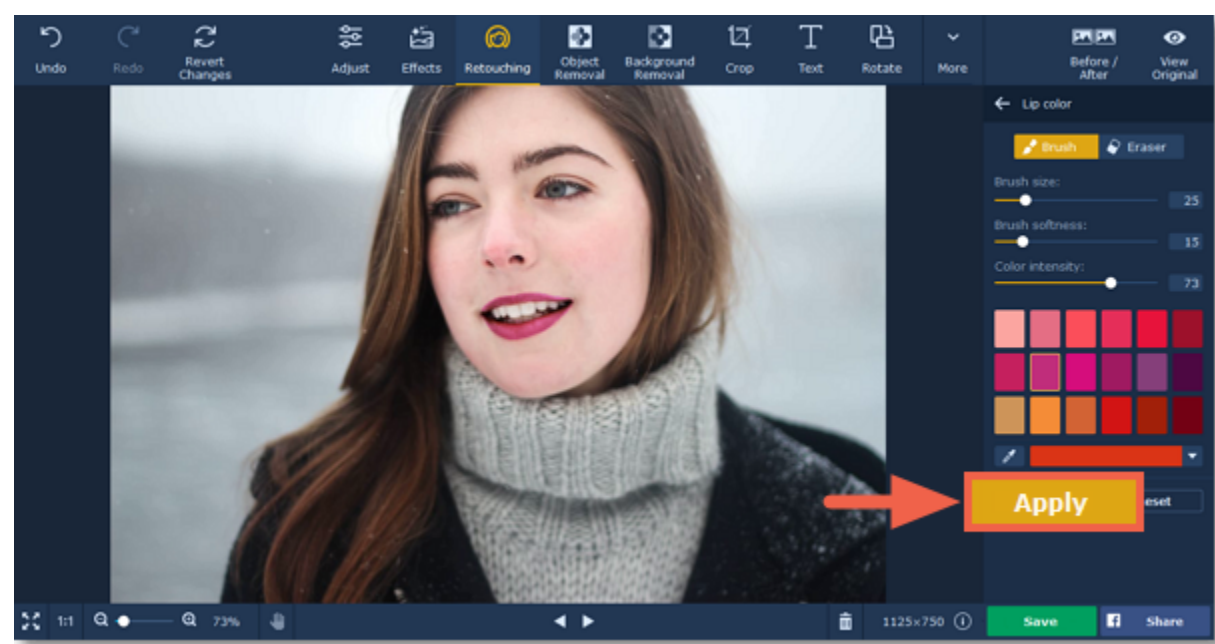 Undo
Redo
Revert
Changes
Adjust
Effects
Retouching
Object
Removal
Background
Removal
Crop
Text
Rotate
More
Before /
After
View
Original
Lip color
Brush
Eraser
Brush size:
25
Brush softness:
15
Color intensity:
73
Apply
eset
1:1
73%
1125×750
Save
Share